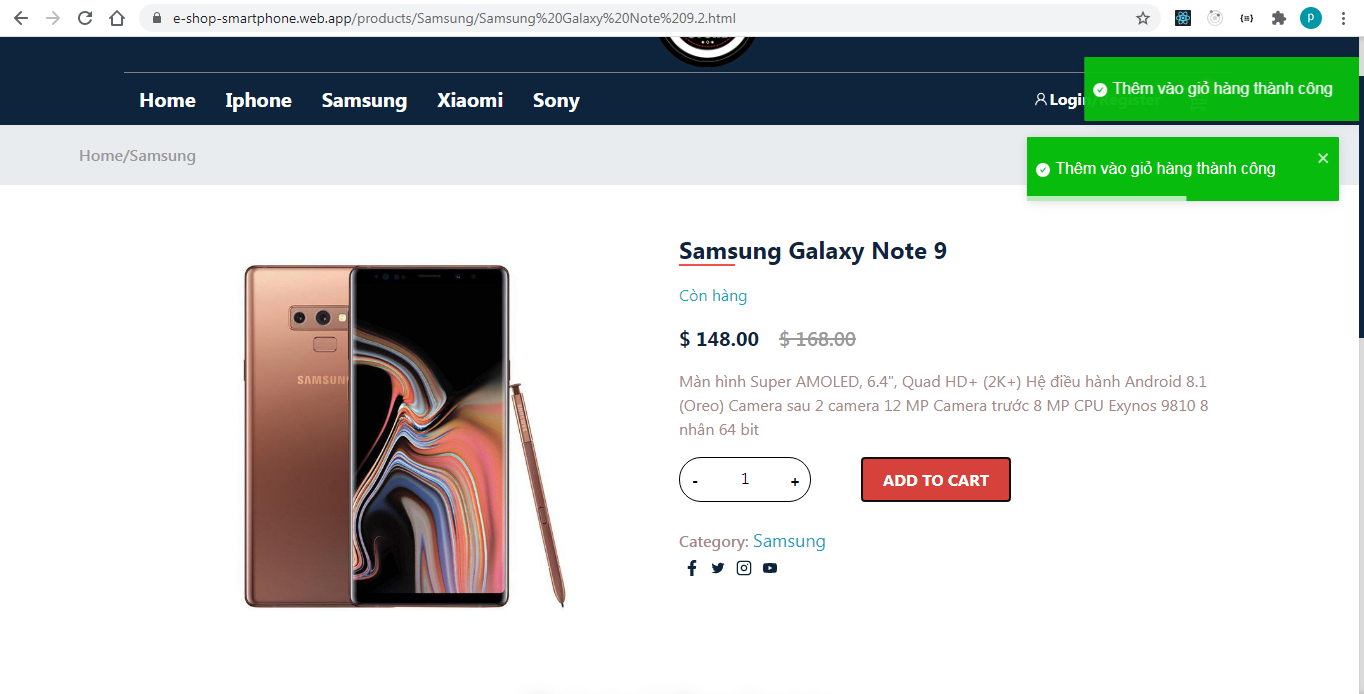 e-shop-smartphone.web.app/products/Samsung/Samsung%20Galaxy%20Note%209.2.html
P
Home Iphone Samsung Xiaomi Sony
Login/Register
Thêm vào giỏ hàng thành công
Home/Samsung
Thêm vào giỏ hàng thành công
Samsung Galaxy Note 9
Còn hàng
$ 148.00 $ 168.00
Màn hình Super AMOLED, 6.4", Quad HD+ (2K+) Hệ điều hành Android 8.1
(Oreo) Camera sau 2 camera 12 MP Camera trước 8 MP CPU Exynos 9810 8
nhân 64 bit
- 1 +
ADD TO CART
Category: Samsung
SAMSUN